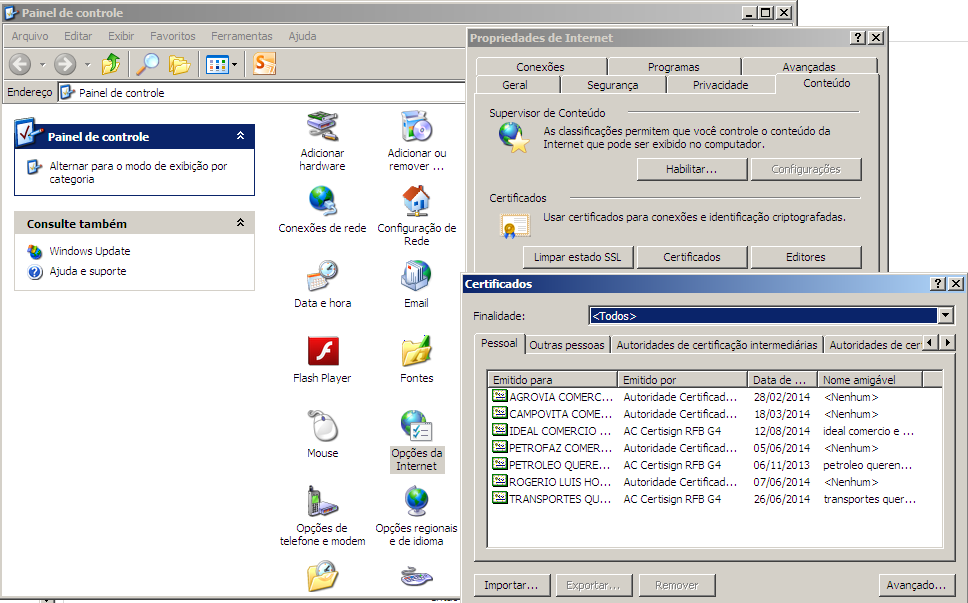 Painel de controle
Arquivo Editar Exibir Favoritos Ferramentas Ajuda
Endereço Painel de controle
Painel de controle
Alternar para o modo de exibição por
categoria
Consulte também
Windows Update
Ajuda e suporte
Adicionar
hardware
Adicionar ou
remover ...
Conexões de rede
Configuração de
Rede
Data e hora
Email
Flash Player
Fontes
Mouse
Opções da
Internet
Opções de
telefone e modem
Opções regionais
e de idioma
Propriedades de Internet
Conexões Programas Avançadas
Geral Segurança Privacidade Conteúdo
Supervisor de Conteúdo
As classificações permitem que você controle o conteúdo da
Internet que pode ser exibido no computador.
Habilitar... Configurações
Certificados
Usar certificados para conexões e identificação criptografadas.
Limpar estado SSL Certificados Editores
Certificados
Finalidade: <Todos>
Pessoal Outras pessoas Autoridades de certificação intermediárias Autoridades de cer
Emitido para Emitido por Data de ... Nome amigável
AGROVIA COMERC... Autoridade Certificad... 28/02/2014 <Nenhum>
CAMPOVITA COME... Autoridade Certificad... 18/03/2014 <Nenhum>
IDEAL COMERCIO ... AC Certisign RFB G4 12/08/2014 ideal comercio e ...
PETROFAZ COMER... Autoridade Certificad... 05/06/2014 <Nenhum>
PETROLEO QUERE... AC Certisign RFB G4 06/11/2013 petroleo queren...
ROGERIO LUIS HO... Autoridade Certificad... 07/06/2014 <Nenhum>
TRANSPORTES QU... AC Certisign RFB G4 26/06/2014 transportes quer...
Importar... Exportar... Remover Avançado...